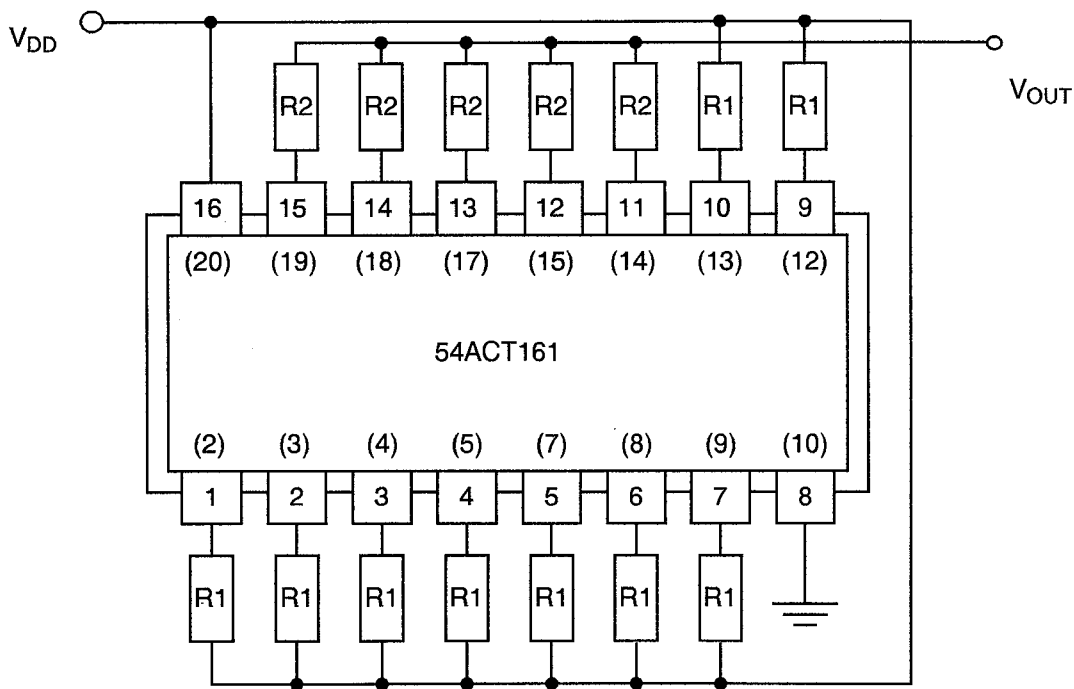 V_DD
V_OUT
R2 R2 R2 R2 R2 R1 R1
16 15 14 13 12 11 10 9
(20) (19) (18) (17) (15) (14) (13) (12)
54ACT161
(2) (3) (4) (5) (7) (8) (9) (10)
1 2 3 4 5 6 7 8
R1 R1 R1 R1 R1 R1 R1